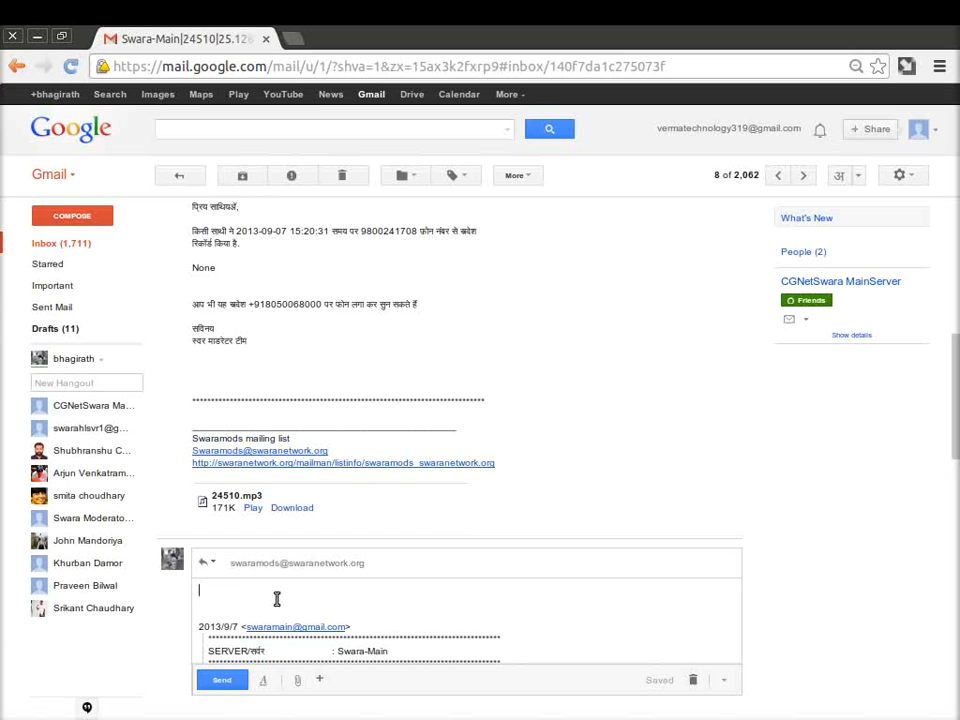 Swara-Main|24510|25.126
https://mail.google.com/mail/u/1/?shva=1&zx=15ax3k2fxrp9#inbox/140f7da1c275073f
+bhagirath Search Images Maps Play YouTube News Gmail Drive Calendar More
Google
vermatechnology319@gmail.com
+ Share
Gmail
More
8 of 2,062
अ
COMPOSE
Inbox (1,711)
Starred
Important
Sent Mail
Drafts (11)
bhagirath
New Hangout
CGNetSwara Ma...
swarahlsvr1@g...
Shubhranshu C...
Arjun Venkatram...
smita choudhary
Swara Moderato...
John Mandoriya
Khurban Damor
Praveen Bilwal
Srikant Chaudhary
प्रिय साथियों,
किसी साथी ने 2013-09-07 15:20:31 समय पर 9800241708 फ़ोन नंबर से
रिकॉर्ड किया है.
None
आप भी यह +918050068000 पर फोन लगा कर सुन सकते हैं
सविनय
स्वर माडरेटर टीम
******************************************************************************
Swaramods mailing list
Swaramods@swaranetwork.org
http://swaranetwork.org/mailman/listinfo/swaramods_swaranetwork.org
24510.mp3
171K Play Download
swaramods@swaranetwork.org
2013/9/7 <swaramain@gmail.com>
******************************************************************************
SERVER/सर्वर : Swara-Main
******************************************************************************
Send
A
+
Saved
What's New
People (2)
CGNetSwara MainServer
Friends
Show details